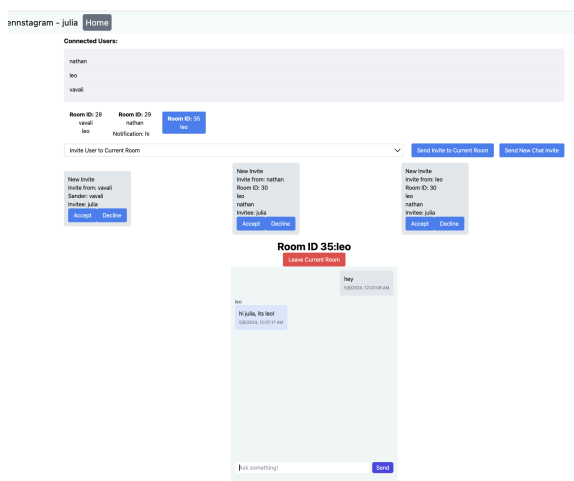 ennstagram - julia Home
Connected Users:
nathan
leo
vavali
Room ID: 28
vavali
leo
Room ID: 29
nathan
Notification: hi
Room ID: 35
leo
Invite User to Current Room
Send Invite to Current Room
Send New Chat Invite
New Invite
Invite from: vavali
Sender: vavali
Invitee: julia
Accept Decline
New Invite
Invite from: nathan
Room ID: 30
leo
nathan
Invitee: julia
Accept Decline
New Invite
Invite from: leo
Room ID: 30
leo
nathan
Invitee: julia
Accept Decline
Room ID 35:leo
Leave Current Room
hey
5/8/2024, 12:07:09 AM
leo
hi julia, its leo!
5/8/2024, 12:07:17 AM
Ask something!
Send